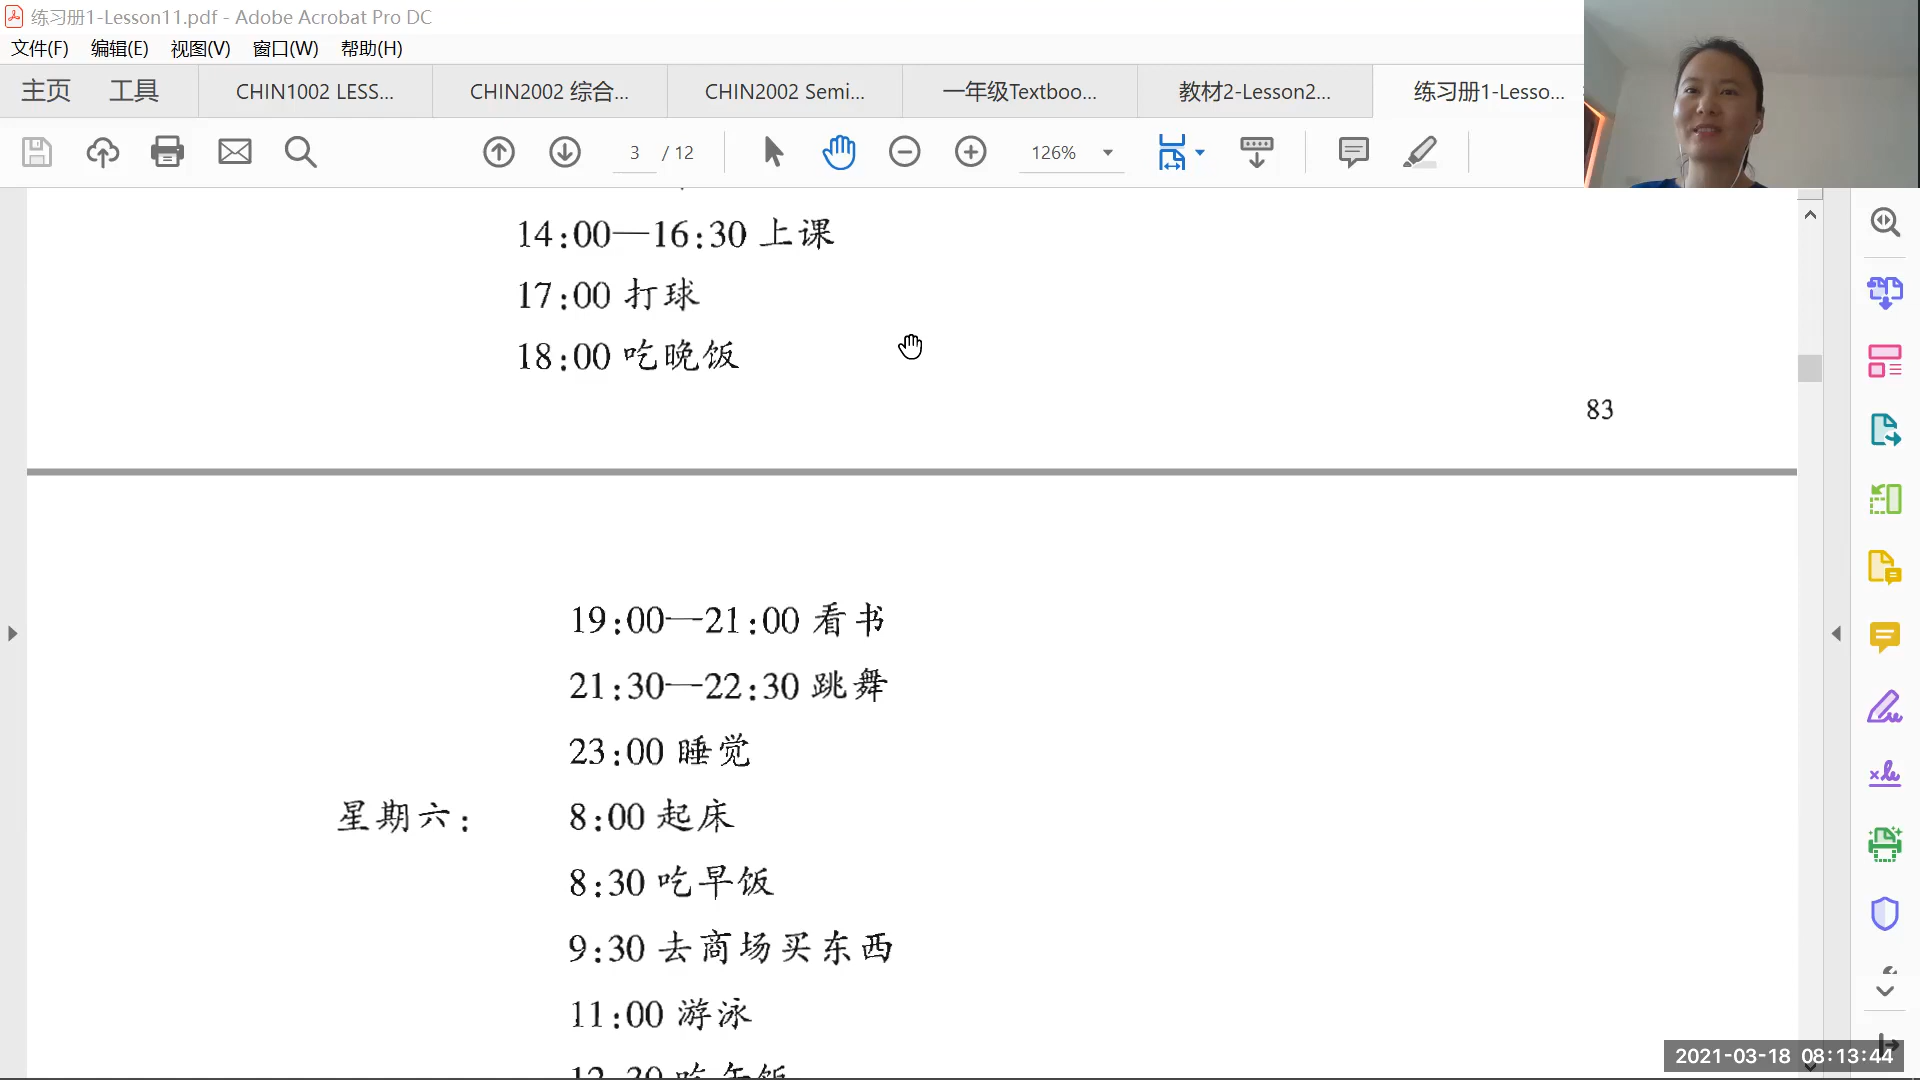 练习册1-Lesson11.pdf - Adobe Acrobat Pro DC
文件(F) 编辑(E) 视图(V) 窗口(W) 帮助(H)
主页 工具 CHIN1002 LESS... CHIN2002 综合... CHIN2002 Semi... 一年级Textboo... 教材2-Lesson2... 练习册1-Lesso...
3 / 12 126%
14:00—16:30 上课
17:00 打球
18:00 吃晚饭
83
19:00—21:00 看书
21:30—22:30 跳舞
23:00 睡觉
星期六: 8:00 起床
8:30 吃早饭
9:30 去商场买东西
11:00 游泳
12:30 吃午饭
2021-03-18 08:13:44